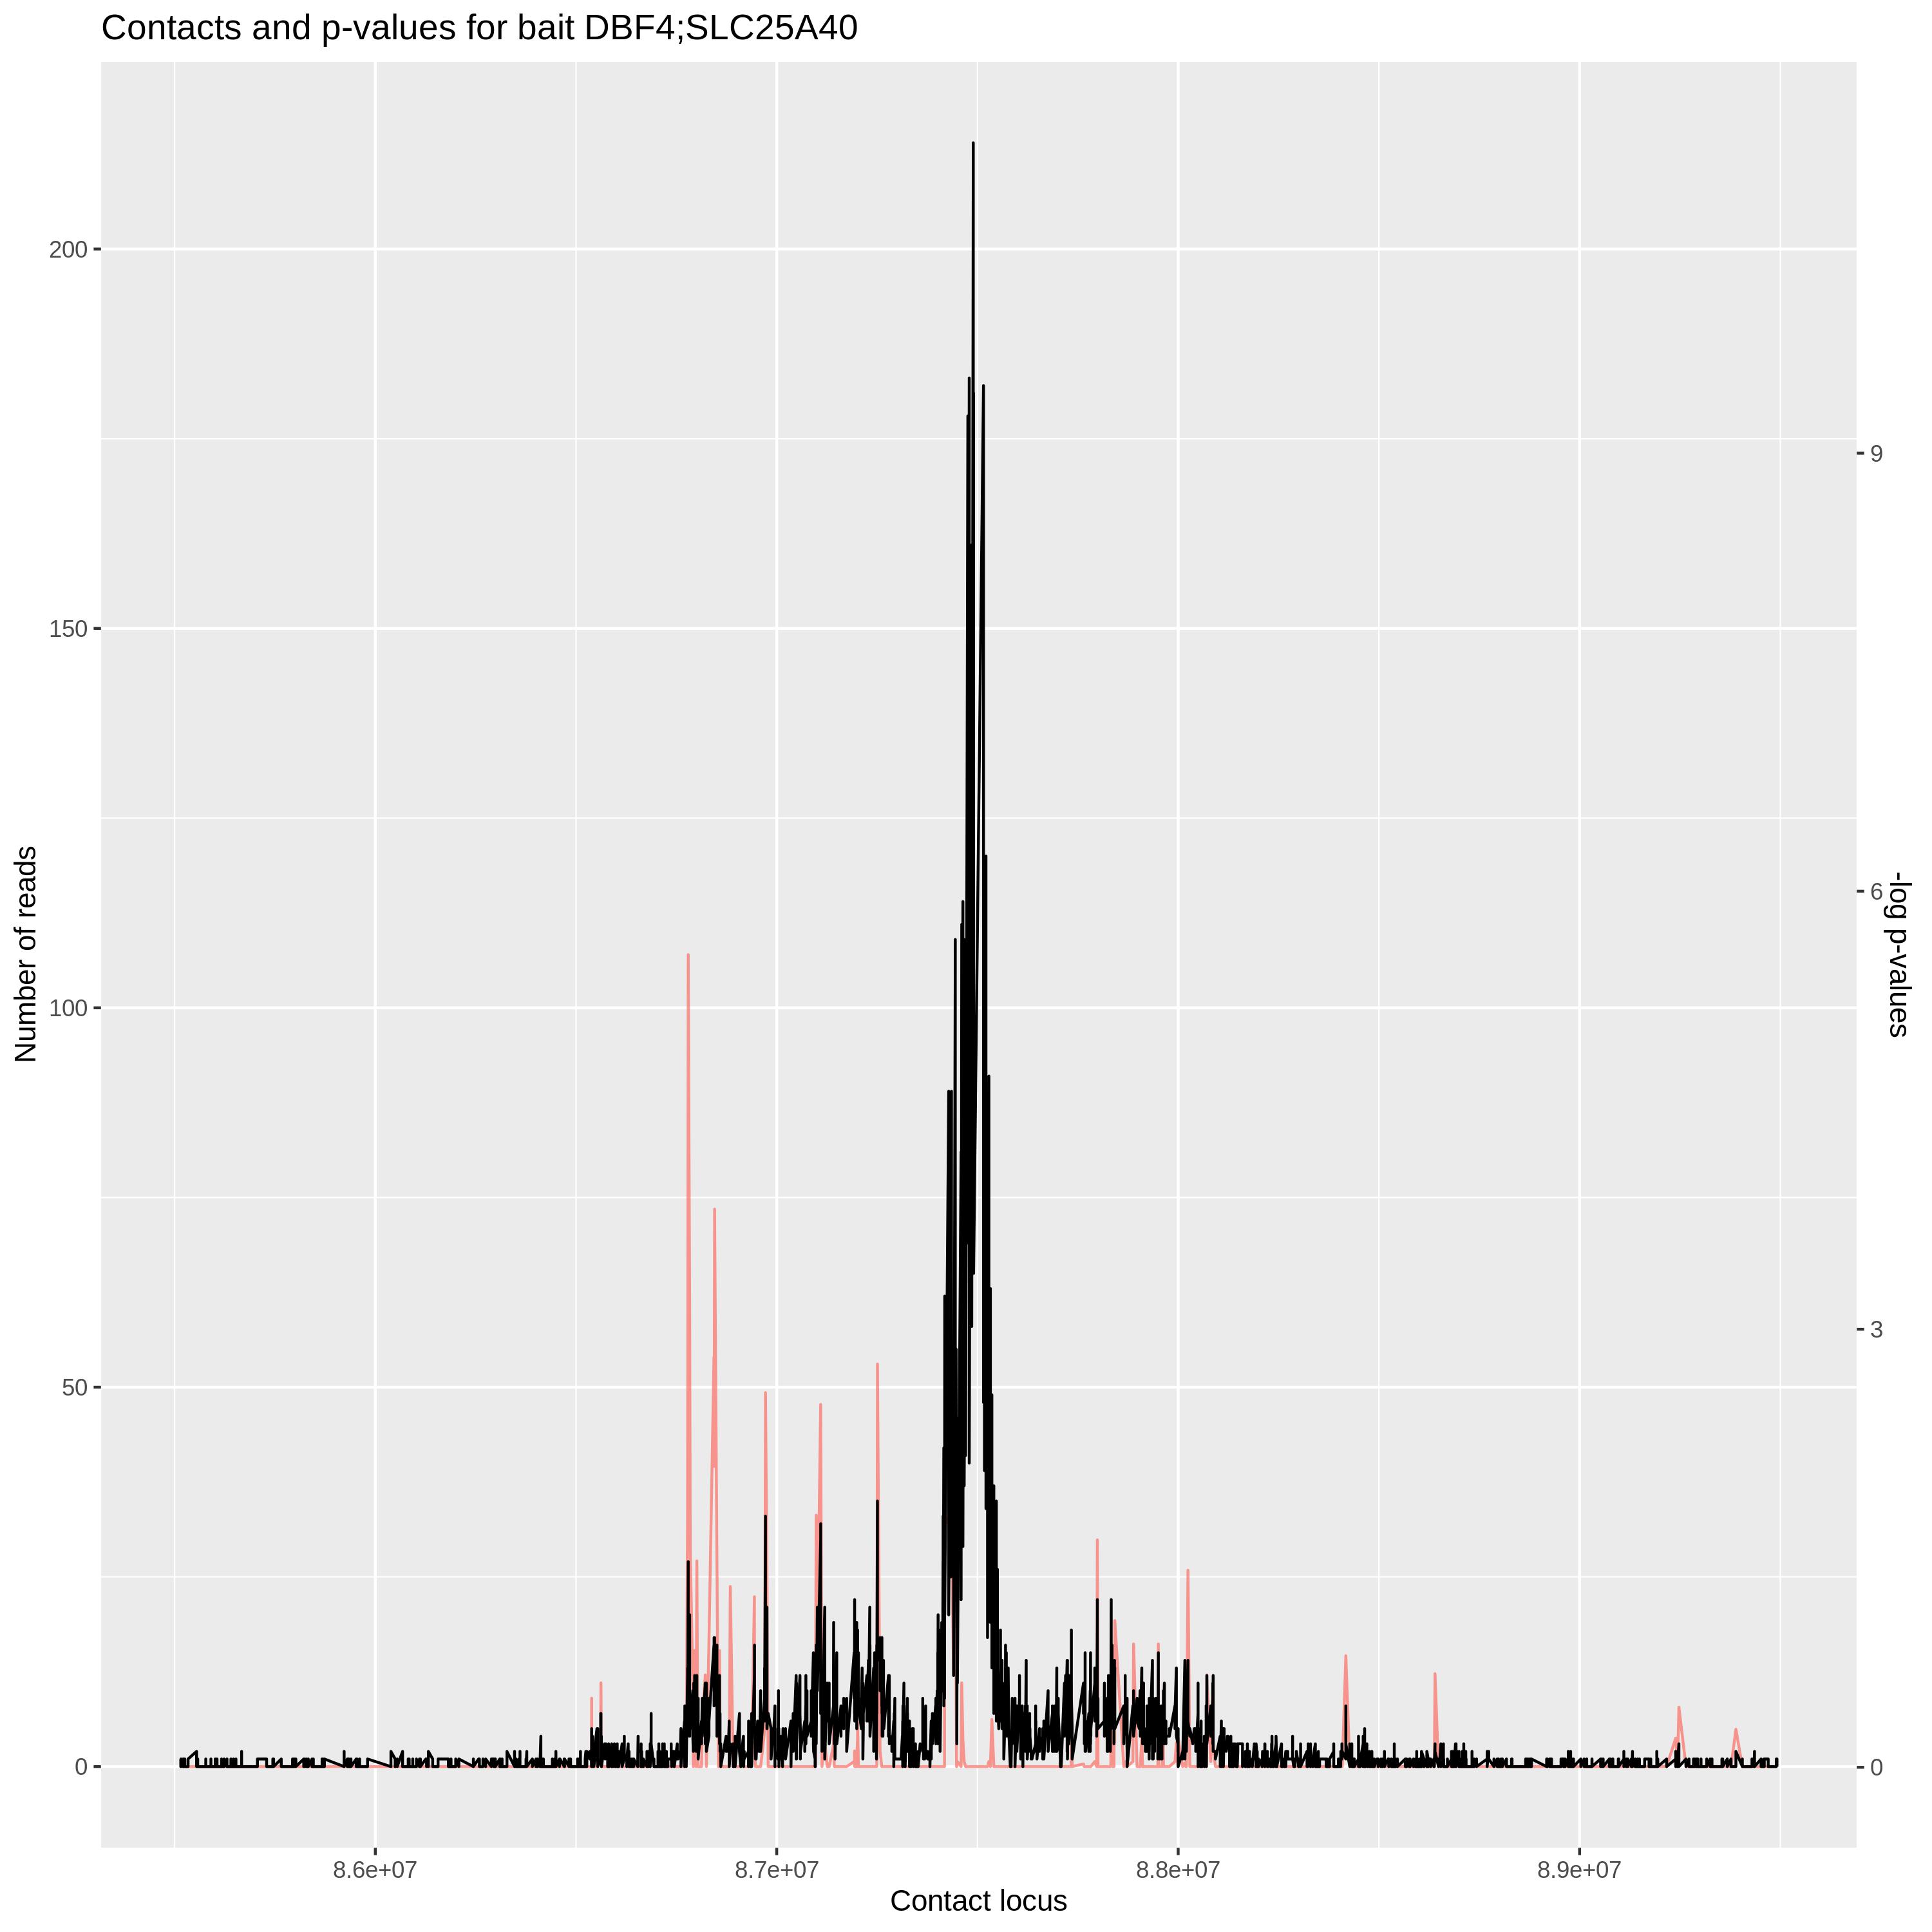 Contacts and p-values for bait DBF4;SLC25A40
200
150
100
50
0
Number of reads
9
6
3
0
-log p-values
8.6e+07
8.7e+07
8.8e+07
8.9e+07
Contact locus